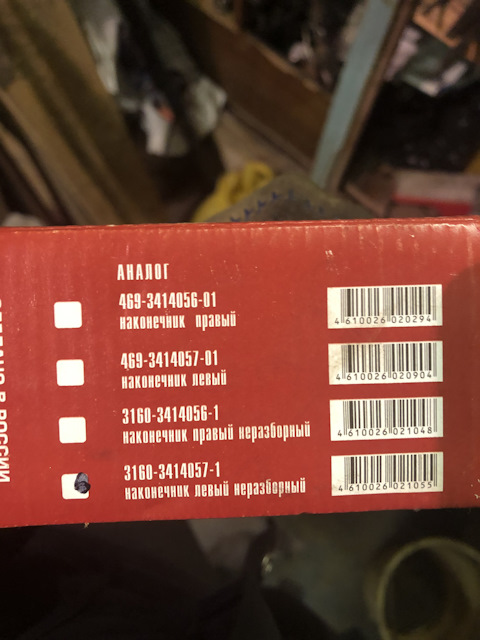 АНАЛОГ
469-3414056-01
наконечник правый
4610026020294
469-3414057-01
наконечник левый
4610026020904
3160-3414056-1
наконечник правый неразборный
4610026021048
3160-3414057-1
наконечник левый неразборный
4610026021055
В РОССИИ